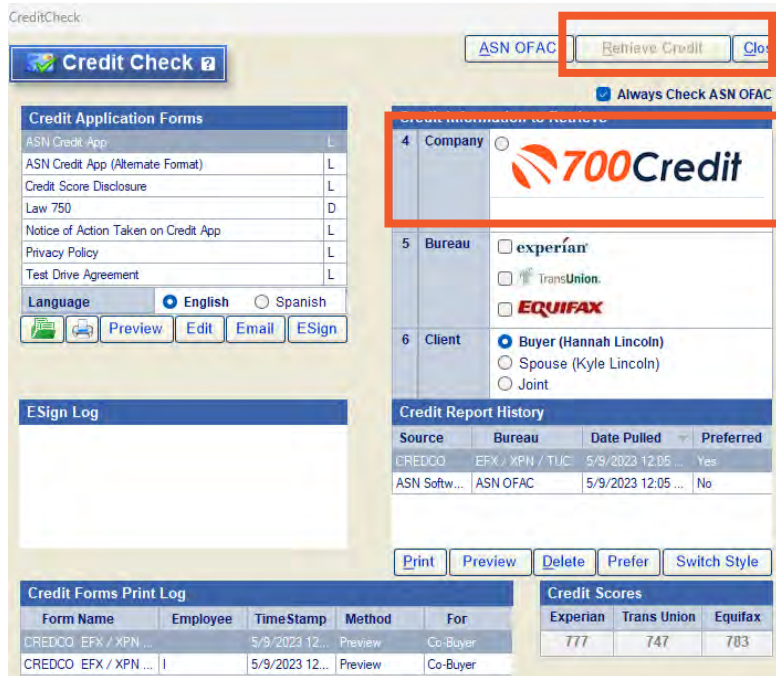 CreditCheck
Credit Check ?
ASN OFAC Retrieve Credit Clos
Always Check ASN OFAC
Credit Application Forms
ASN Credit App L
ASN Credit App (Alternate Format) L
Credit Score Disclosure L
Law 750 D
Notice of Action Taken on Credit App L
Privacy Policy L
Test Drive Agreement L
Language English Spanish
Preview Edit Email ESign
Credit Information to Retrieve
4 Company 700Credit
5 Bureau experian
TransUnion.
EQUIFAX
6 Client Buyer (Hannah Lincoln)
Spouse (Kyle Lincoln)
Joint
ESign Log
Credit Report History
Source Bureau Date Pulled Preferred
CREDCO EFX / XPN / TUC 5/9/2023 12:05 ... Yes
ASN Softw... ASN OFAC 5/9/2023 12:05 ... No
Print Preview Delete Prefer Switch Style
Credit Forms Print Log
Form Name Employee TimeStamp Method For
CREDCO EFX / XPN ... 5/9/2023 12... Preview Co-Buyer
CREDCO EFX / XPN ... I 5/9/2023 12... Preview Co-Buyer
Credit Scores
Experian Trans Union Equifax
777 747 783